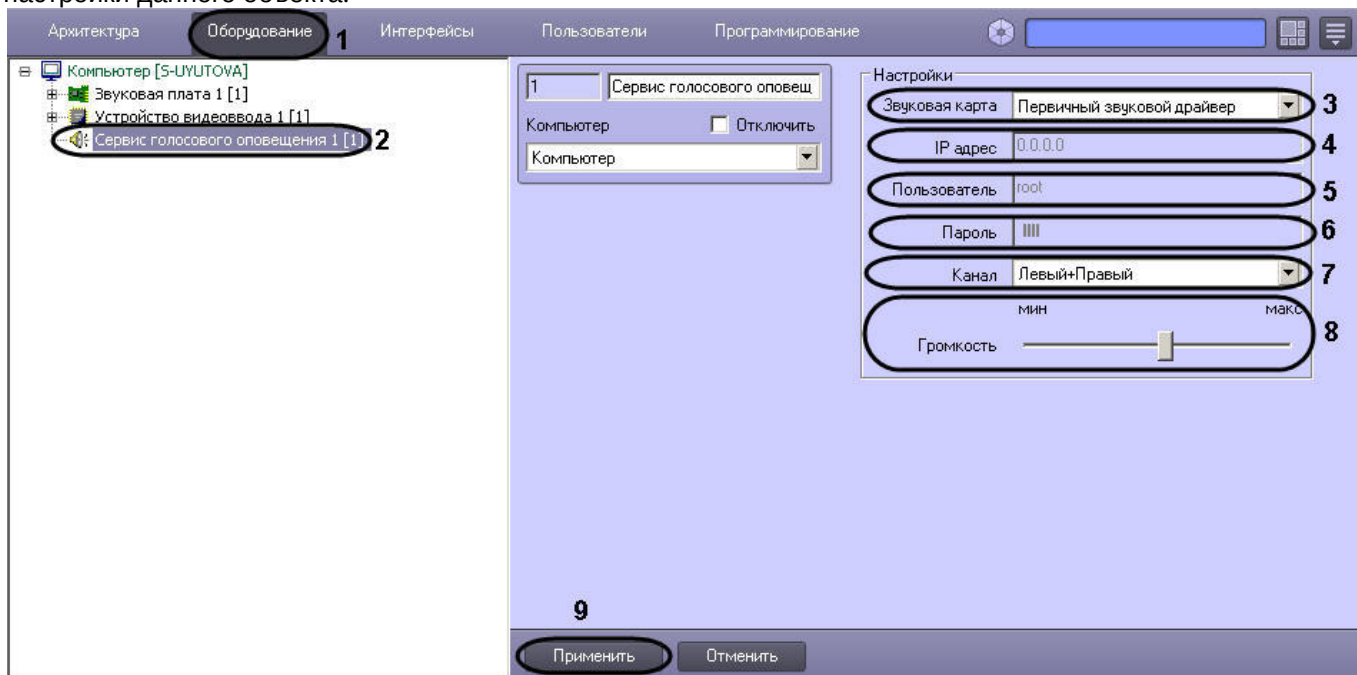 настройки данного объекта.
Архитектура Оборудование 1 Интерфейсы Пользователи Программирование
Компьютер [S-UYUTOVA]
Звуковая плата 1 [1]
Устройство видеоввода 1 [1]
Сервис голосового оповещения 1 [1] 2
1 Сервис голосового оповещ
Компьютер Отключить
Компьютер
Настройки
Звуковая карта Первичный звуковой драйвер 3
IP адрес 0.0.0.0 4
Пользователь root 5
Пароль 6
Канал Левый+Правый 7
мин макс
Громкость 8
9
Применить Отменить